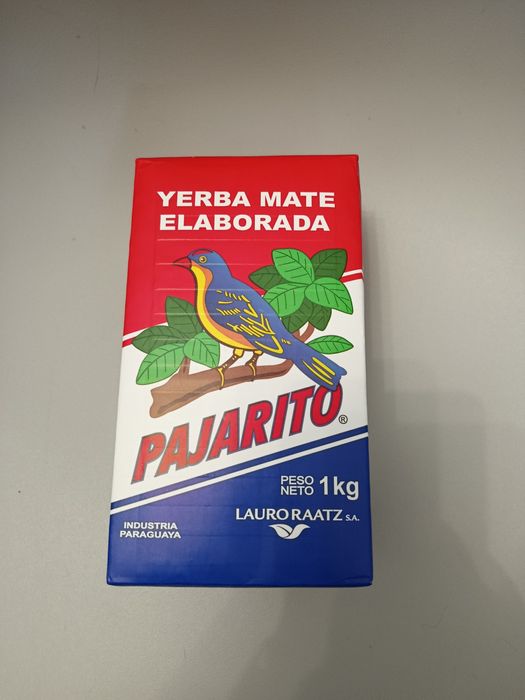 YERBA MATE
ELABORADA
PAJARITO®
PESO
NETO 1kg
LAURO RAATZ S.A.
INDUSTRIA
PARAGUAYA